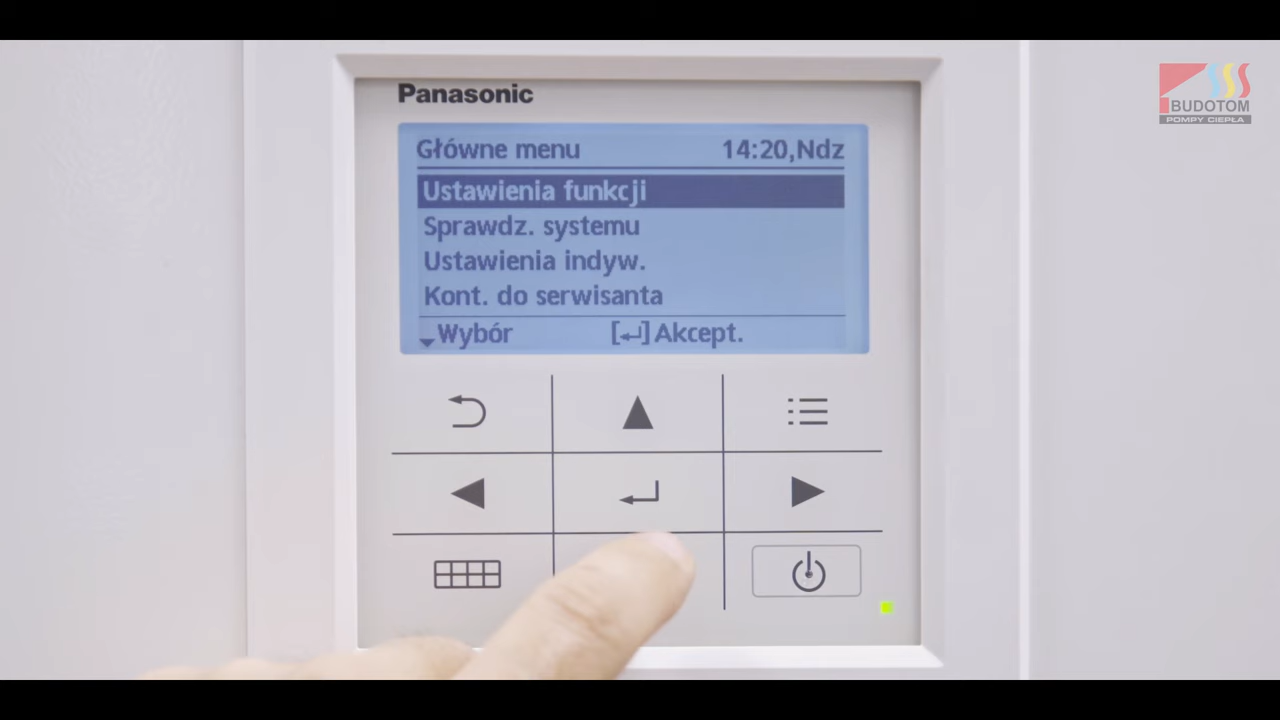 Panasonic
Główne menu 14:20,Ndz
Ustawienia funkcji
Sprawdz. systemu
Ustawienia indyw.
Kont. do serwisanta
Wybór [↵]Akcept.
BUDOTOM
POMPY CIEPŁA